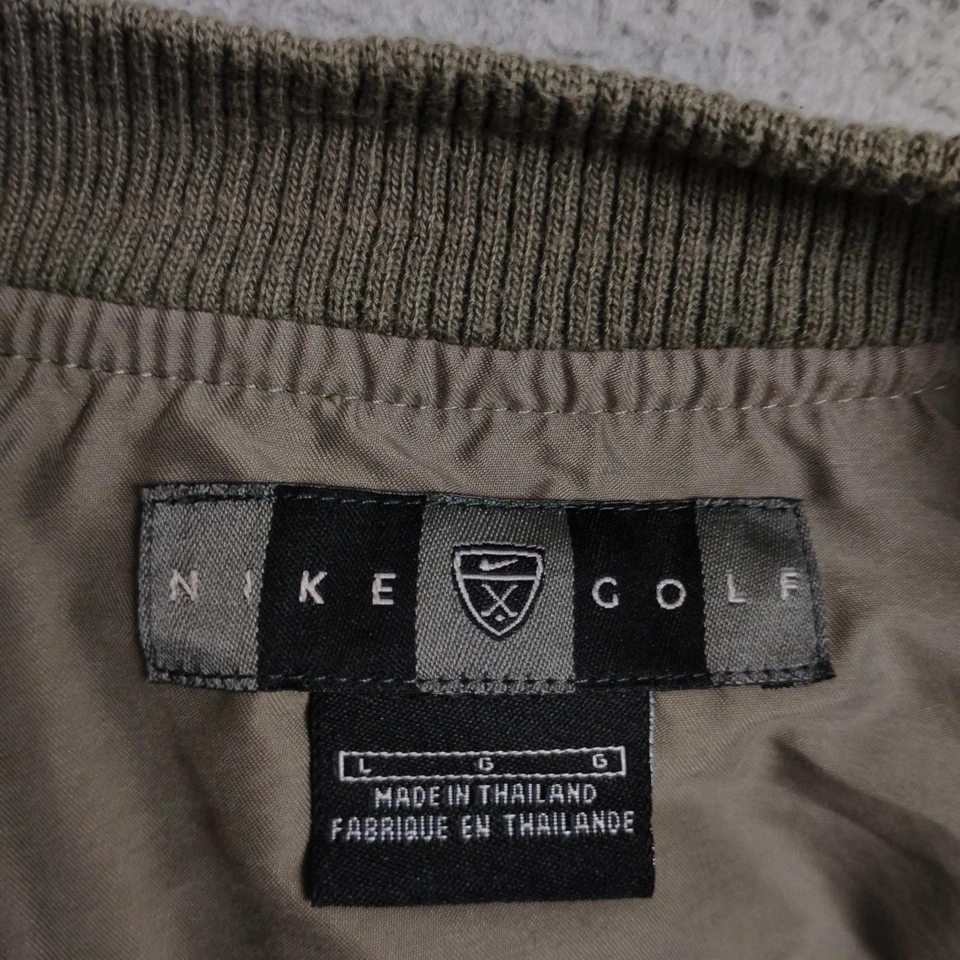 NIKE GOLF
L G G
MADE IN THAILAND
FABRIQUE EN THAILANDE